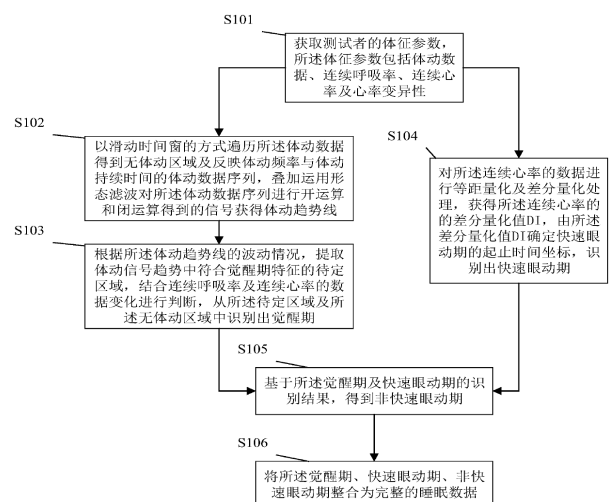 S101
获取测试者的体征参数，
所述体征参数包括体动数
据、连续呼吸率、连续心
率及心率变异性
S102
以滑动时间窗的方式遍历所述体动数据
得到无体动区域及反映体动频率与体动
持续时间的体动数据序列，叠加运用形
态滤波对所述体动数据序列进行开运算
和闭运算得到的信号获得体动趋势线
S104
对所述连续心率的数据进
行等距量化及差分量化处
理，获得所述连续心率的
的差分量化值DI，由所述
差分量化值DI确定快速眼
动期的起止时间坐标，识
别出快速眼动期
S103
根据所述体动趋势线的波动情况，提取
体动信号趋势中符合觉醒期特征的待定
区域，结合连续呼吸率及连续心率的数
据变化进行判断，从所述待定区域及所
述无体动区域中识别出觉醒期
S105
基于所述觉醒期及快速眼动期的识
别结果，得到非快速眼动期
S106
将所述觉醒期、快速眼动期、非快
速眼动期整合为完整的睡眠数据